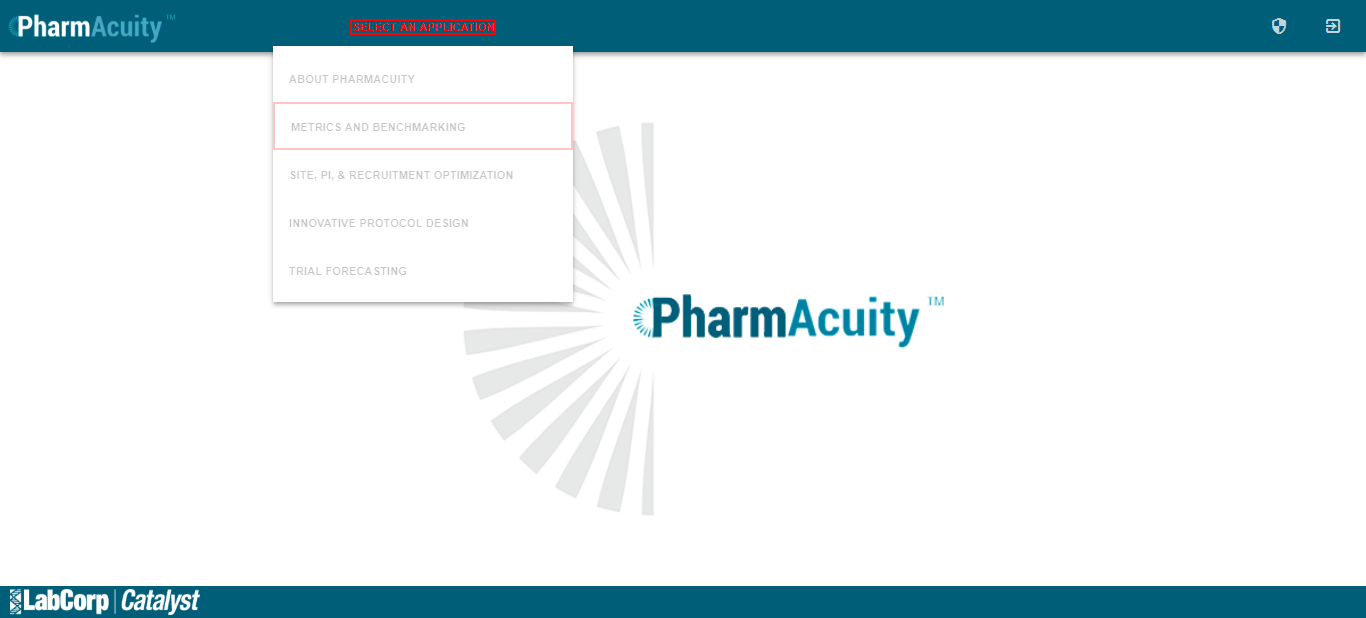 PharmAcuity™
SELECT AN APPLICATION
ABOUT PHARMACUITY
METRICS AND BENCHMARKING
SITE, PI, & RECRUITMENT OPTIMIZATION
INNOVATIVE PROTOCOL DESIGN
TRIAL FORECASTING
PharmAcuity™
LabCorp | Catalyst